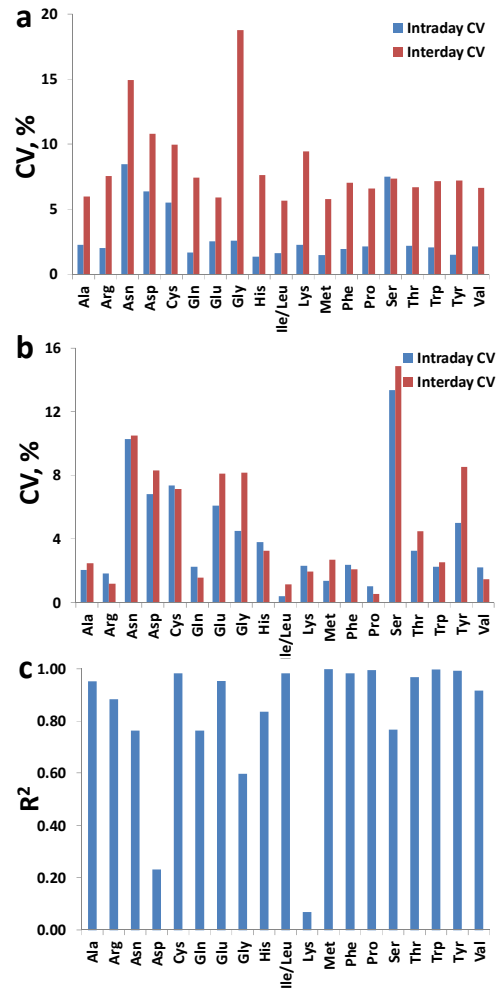 a
Intraday CV
Interday CV
CV, %
20
15
10
5
0
Ala Arg Asn Asp Cys Gln Glu Gly His Ile/Leu Lys Met Phe Pro Ser Thr Trp Tyr Val
b
Intraday CV
Interday CV
CV, %
16
12
8
4
0
Ala Arg Asn Asp Cys Gln Glu Gly His Ile/Leu Lys Met Phe Pro Ser Thr Trp Tyr Val
c
R²
1.00
0.80
0.60
0.40
0.20
0.00
Ala Arg Asn Asp Cys Gln Glu Gly His Ile/Leu Lys Met Phe Pro Ser Thr Trp Tyr Val